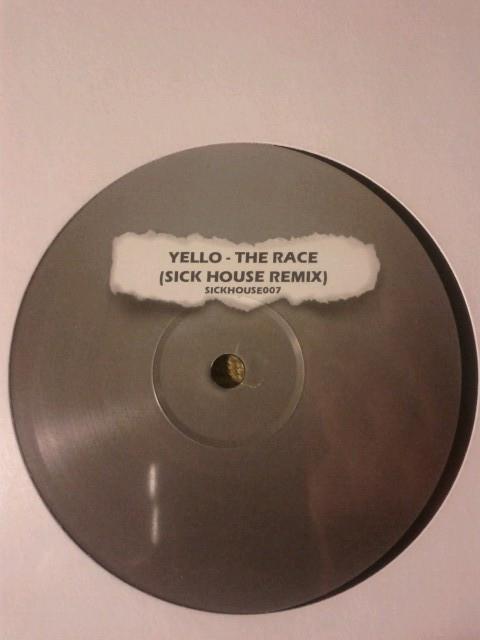 YELLO - THE RACE
(SICK HOUSE REMIX)
SICKHOUSE007